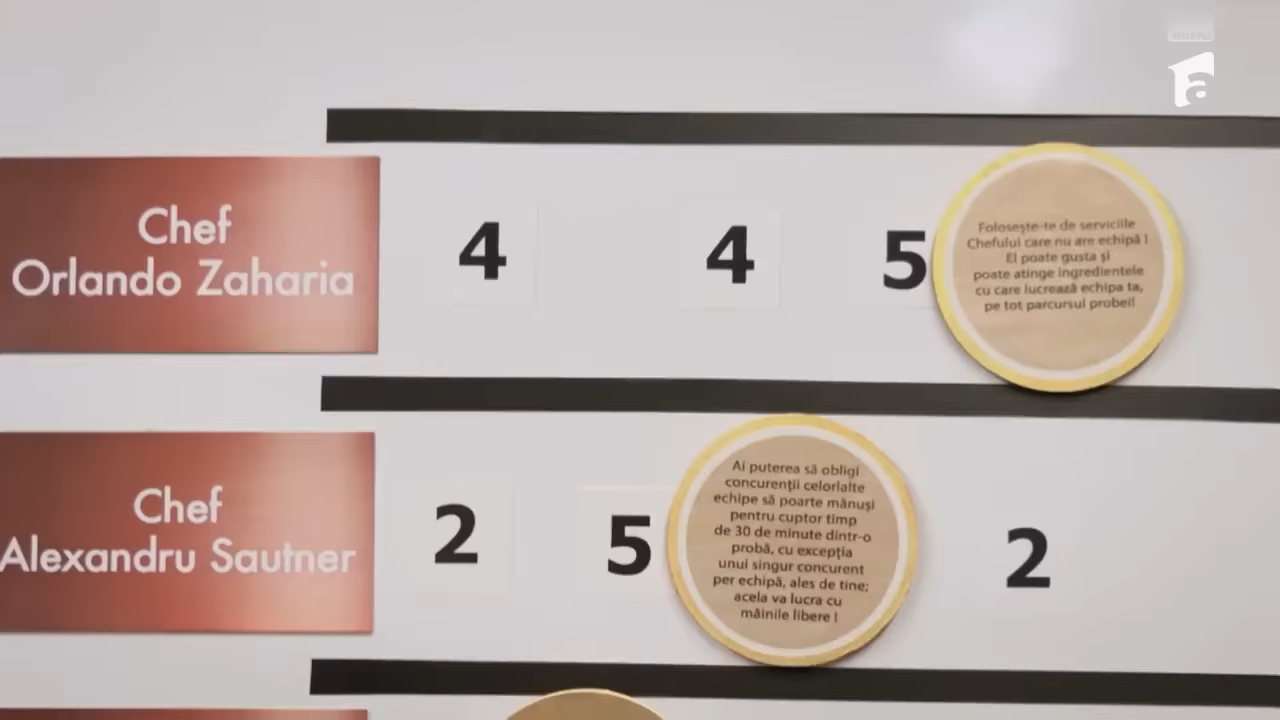 Chef
Orlando Zaharia
4
4
5
Folosește-te de serviciile
Chefului care nu are echipă !
El poate gusta și
poate atinge ingredientele
cu care lucrează echipa ta,
pe tot parcursul probei!
Chef
Alexandru Sautner
2
5
Ai puterea să obligi
concurenții celorlalte
echipe să poarte mănuși
pentru cuptor timp
de 30 de minute dintr-o
probă, cu excepția
unui singur concurent
per echipă, ales de tine;
acela va lucra cu
mâinile libere !
2
a